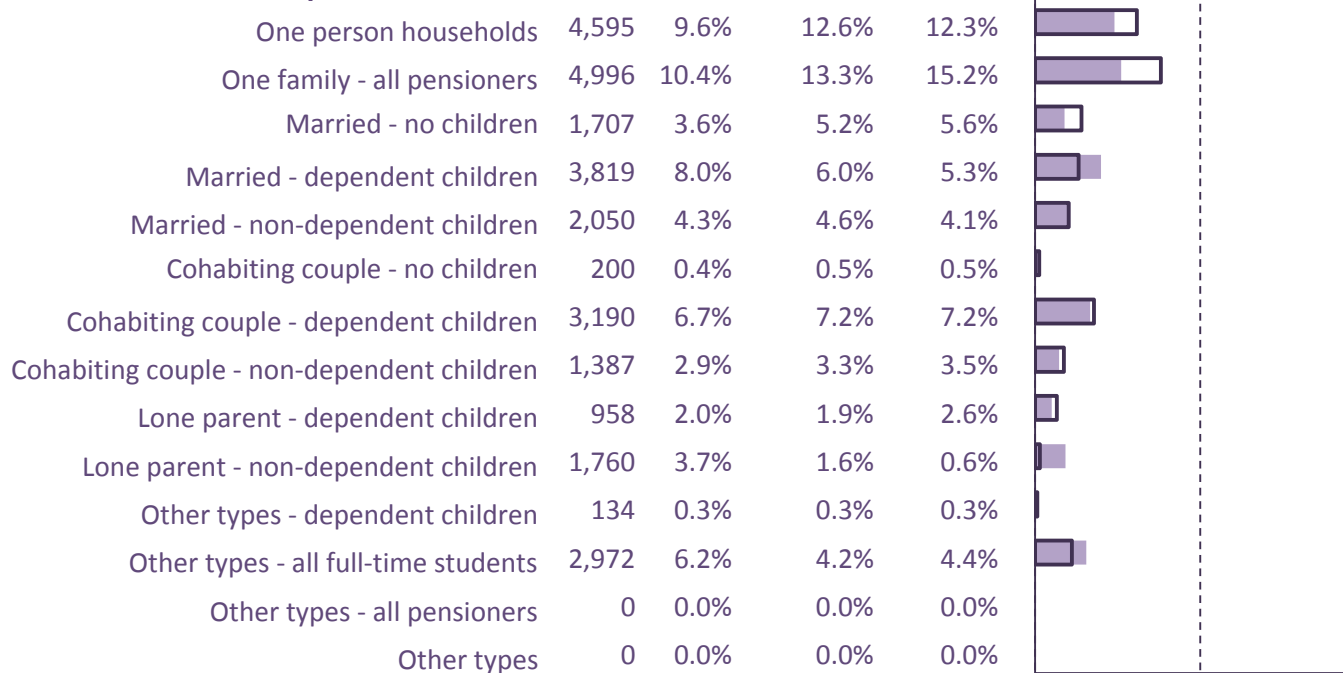 One person households 4,595 9.6% 12.6% 12.3%
One family - all pensioners 4,996 10.4% 13.3% 15.2%
Married - no children 1,707 3.6% 5.2% 5.6%
Married - dependent children 3,819 8.0% 6.0% 5.3%
Married - non-dependent children 2,050 4.3% 4.6% 4.1%
Cohabiting couple - no children 200 0.4% 0.5% 0.5%
Cohabiting couple - dependent children 3,190 6.7% 7.2% 7.2%
Cohabiting couple - non-dependent children 1,387 2.9% 3.3% 3.5%
Lone parent - dependent children 958 2.0% 1.9% 2.6%
Lone parent - non-dependent children 1,760 3.7% 1.6% 0.6%
Other types - dependent children 134 0.3% 0.3% 0.3%
Other types - all full-time students 2,972 6.2% 4.2% 4.4%
Other types - all pensioners 0 0.0% 0.0% 0.0%
Other types 0 0.0% 0.0% 0.0%